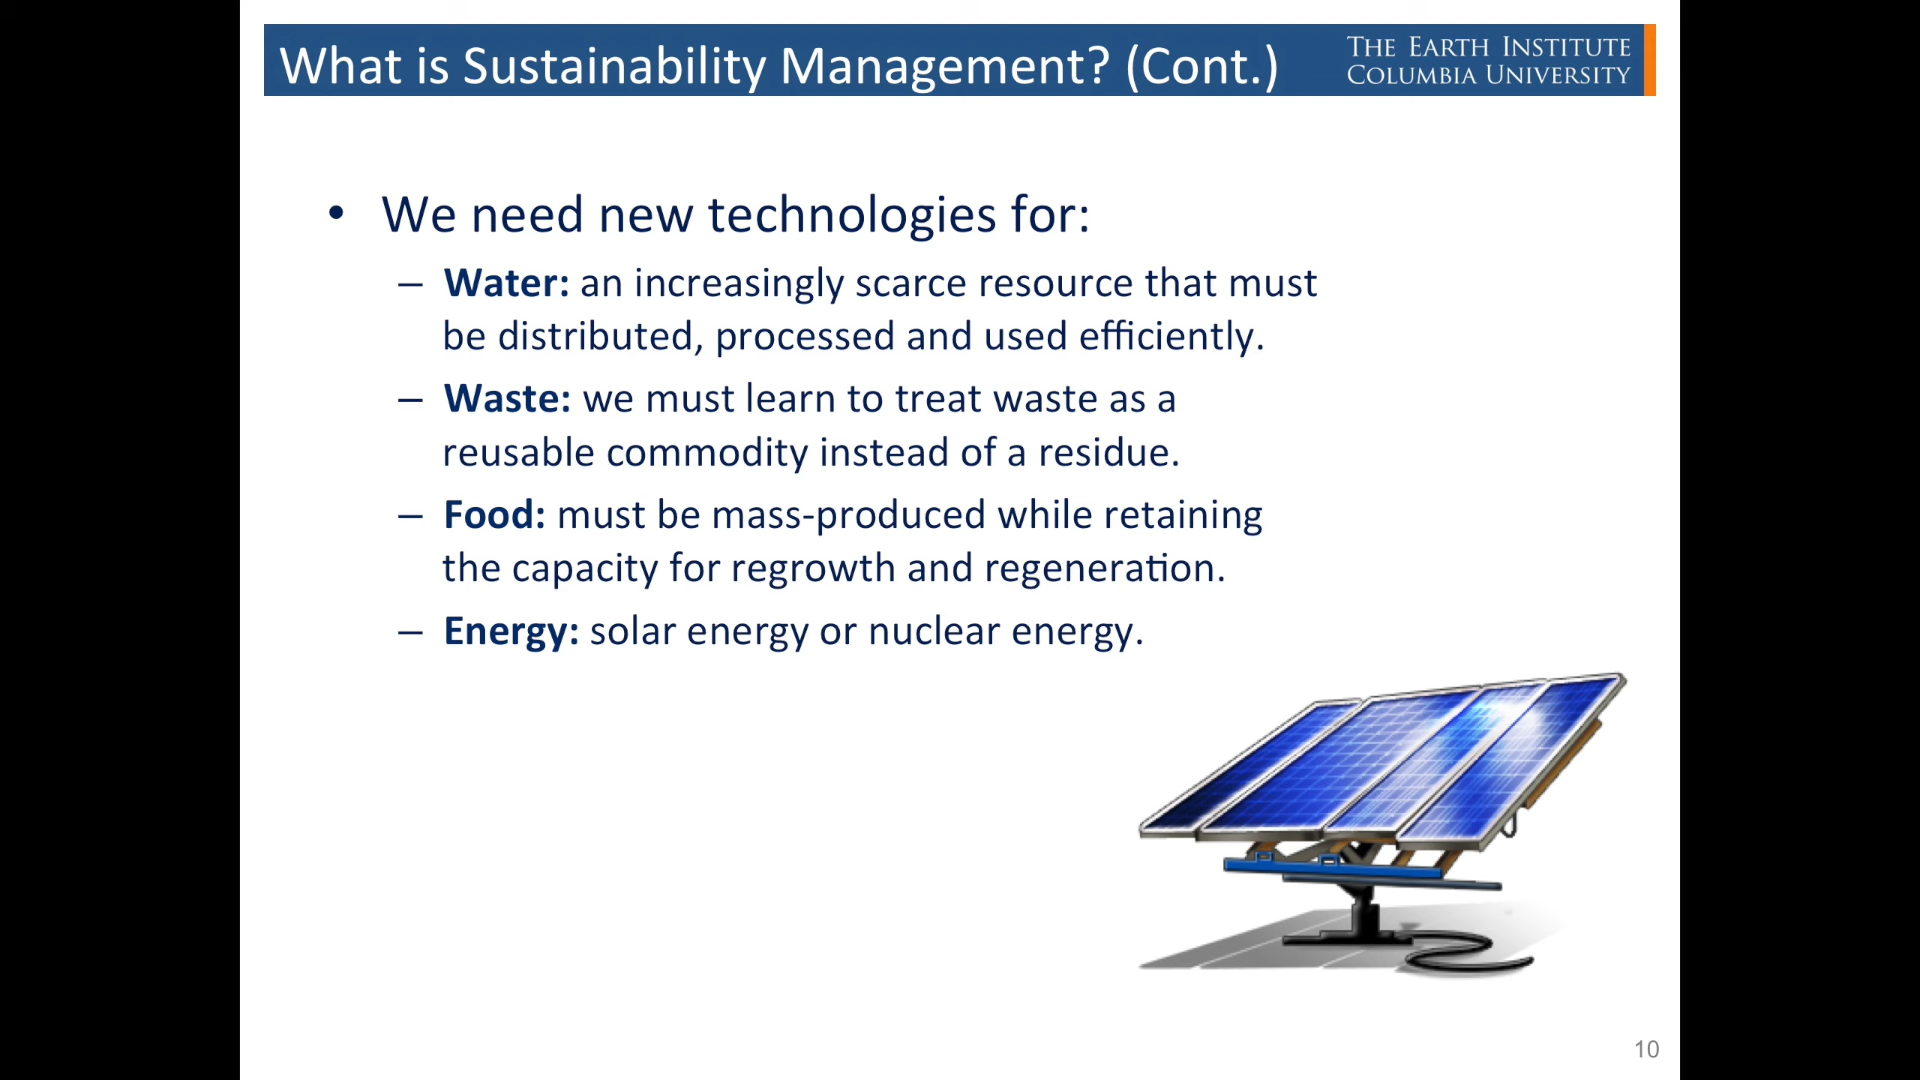 What is Sustainability Management? (Cont.)
THE EARTH INSTITUTE
COLUMBIA UNIVERSITY
• We need new technologies for:
– Water: an increasingly scarce resource that must
be distributed, processed and used efficiently.
– Waste: we must learn to treat waste as a
reusable commodity instead of a residue.
– Food: must be mass-produced while retaining
the capacity for regrowth and regeneration.
– Energy: solar energy or nuclear energy.
10